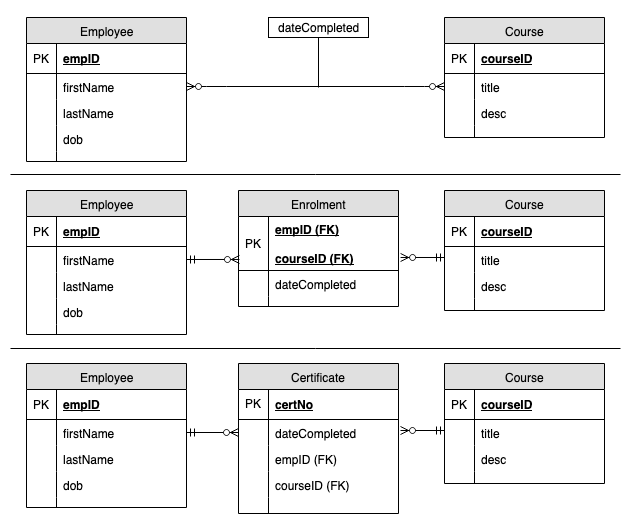 Employee
PK empID
firstName
lastName
dob
dateCompleted
Course
PK courseID
title
desc
Employee
PK empID
firstName
lastName
dob
Enrolment
PK empID (FK)
courseID (FK)
dateCompleted
Course
PK courseID
title
desc
Employee
PK empID
firstName
lastName
dob
Certificate
PK certNo
dateCompleted
empID (FK)
courseID (FK)
Course
PK courseID
title
desc